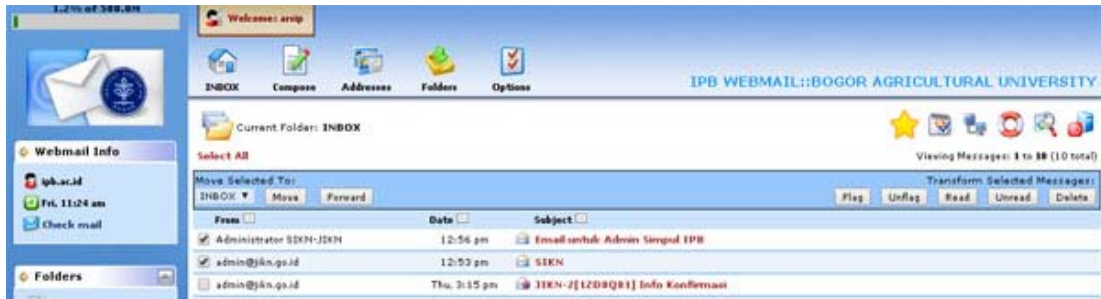 1.2% of 500.0M
Welcome: arsip
INBOX Compose Addresses Folders Options
IPB WEBMAIL::BOGOR AGRICULTURAL UNIVERSITY
Current Folder: INBOX
Webmail Info
Select All
Viewing Messages: 1 to 10 (10 total)
ipb.ac.id
Move Selected To:
Transform Selected Messages:
INBOX Move Forward
Flag Unflag Read Unread Delete
Fri, 11:24 am
Check mail
From Date Subject
Administrator SIKN-JIKN 12:56 pm Email untuk Admin Simpul IPB
admin@jikn.go.id 12:53 pm SIKN
Folders
admin@jikn.go.id Thu, 3:15 pm Info Konfirmasi